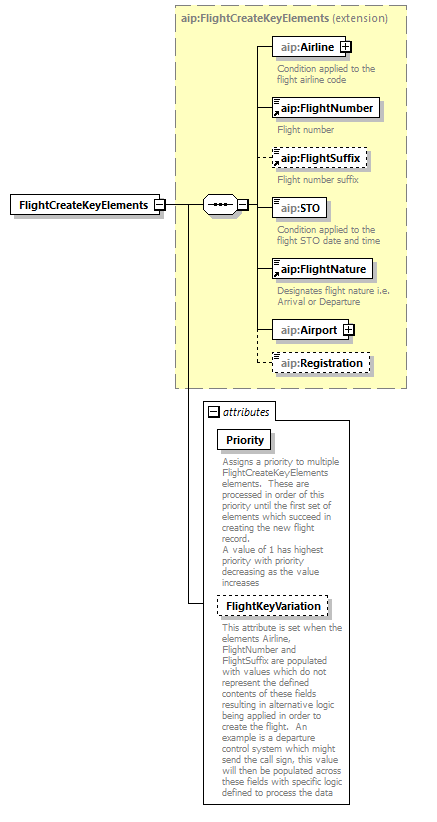 aip:FlightCreateKeyElements (extension)
aip:Airline
Condition applied to the
flight airline code
aip:FlightNumber
Flight number
aip:FlightSuffix
Flight number suffix
FlightCreateKeyElements
aip:STO
Condition applied to the
flight STO date and time
aip:FlightNature
Designates flight nature i.e.
Arrival or Departure
aip:Airport
aip:Registration
attributes
Priority
Assigns a priority to multiple
FlightCreateKeyElements
elements.  These are
processed in order of this
priority until the first set of
elements which succeed in
creating the new flight
record.
A value of 1 has highest
priority with priority
decreasing as the value
increases
FlightKeyVariation
This attribute is set when the
elements Airline,
FlightNumber and
FlightSuffix are populated
with values which do not
represent the defined
contents of these fields
resulting in alternative logic
being applied in order to
create the flight.  An
example is a departure
control system which might
send the call sign, this value
will then be populated across
these fields with specific logic
defined to process the data